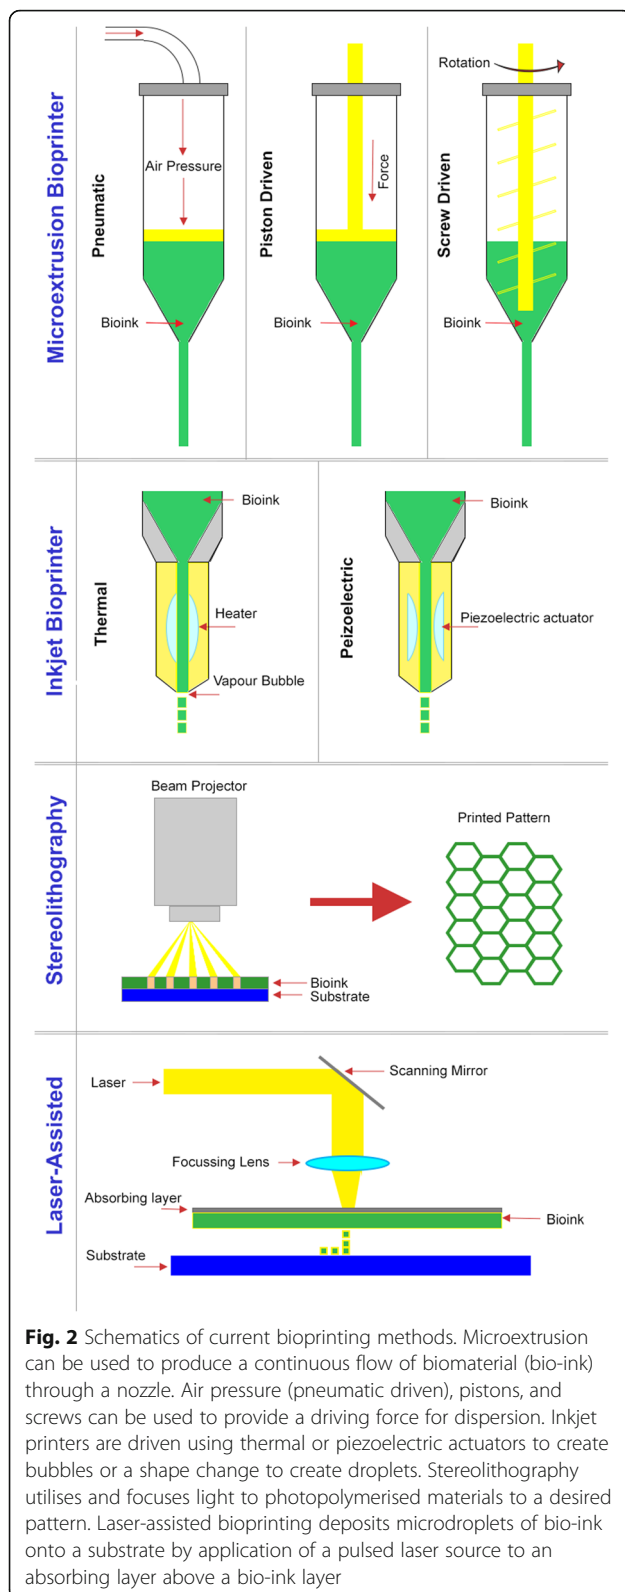 Microextrusion Bioprinter
Pneumatic
Air Pressure
Bioink
Piston Driven
Force
Bioink
Screw Driven
Rotation
Bioink
Inkjet Bioprinter
Thermal
Bioink
Heater
Vapour Bubble
Peizoelectric
Bioink
Piezoelectric actuator
Stereolithography
Beam Projector
Printed Pattern
Bioink
Substrate
Laser-Assisted
Laser
Scanning Mirror
Focussing Lens
Absorbing layer
Bioink
Substrate
Fig. 2 Schematics of current bioprinting methods. Microextrusion
can be used to produce a continuous flow of biomaterial (bio-ink)
through a nozzle. Air pressure (pneumatic driven), pistons, and
screws can be used to provide a driving force for dispersion. Inkjet
printers are driven using thermal or piezoelectric actuators to create
bubbles or a shape change to create droplets. Stereolithography
utilises and focuses light to photopolymerised materials to a desired
pattern. Laser-assisted bioprinting deposits microdroplets of bio-ink
onto a substrate by application of a pulsed laser source to an
absorbing layer above a bio-ink layer